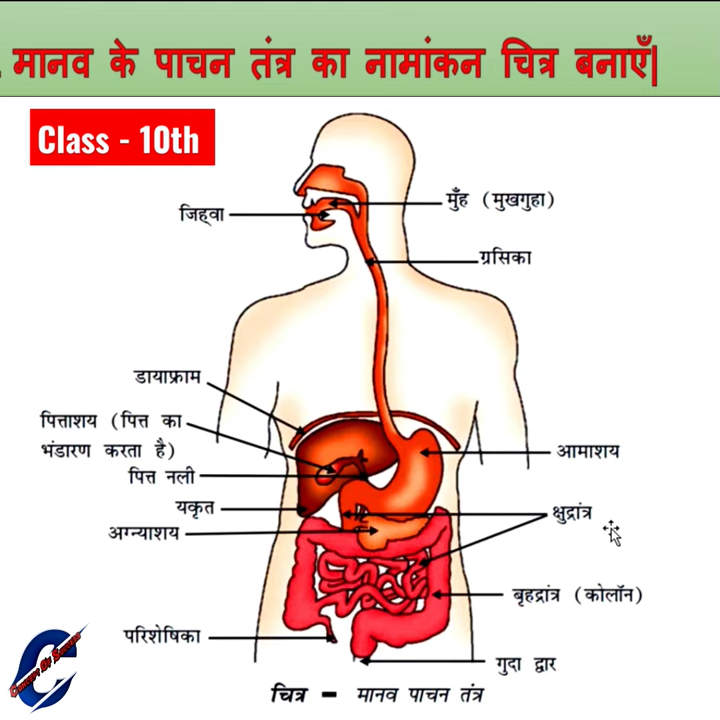 . मानव के पाचन तंत्र का नामांकन चित्र बनाएँ|
Class - 10th
मुँह (मुखगुहा)
जिह्वा
ग्रसिका
डायाफ्राम
पित्ताशय (पित्त का
भंडारण करता है)
आमाशय
पित्त नली
यकृत
क्षुद्रांत्र
अग्न्याशय
बृहद्रांत्र (कोलॉन)
परिशेषिका
गुदा द्वार
चित्र – मानव पाचन तंत्र